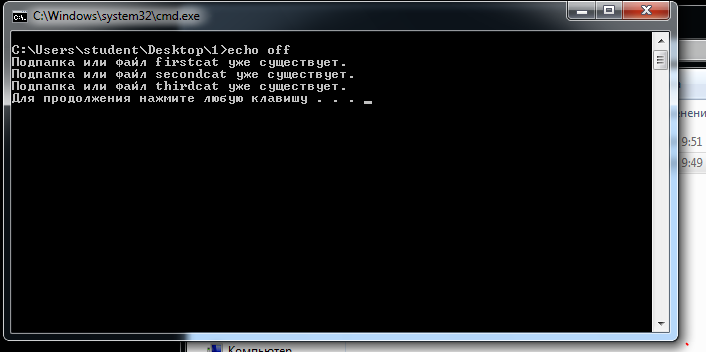 C:\Windows\system32\cmd.exe
C:\Users\student\Desktop\1>echo off
Подпапка или файл firstcat уже существует.
Подпапка или файл secondcat уже существует.
Подпапка или файл thirdcat уже существует.
Для продолжения нажмите любую клавишу . . . _
9:51
9:49
Компьютер